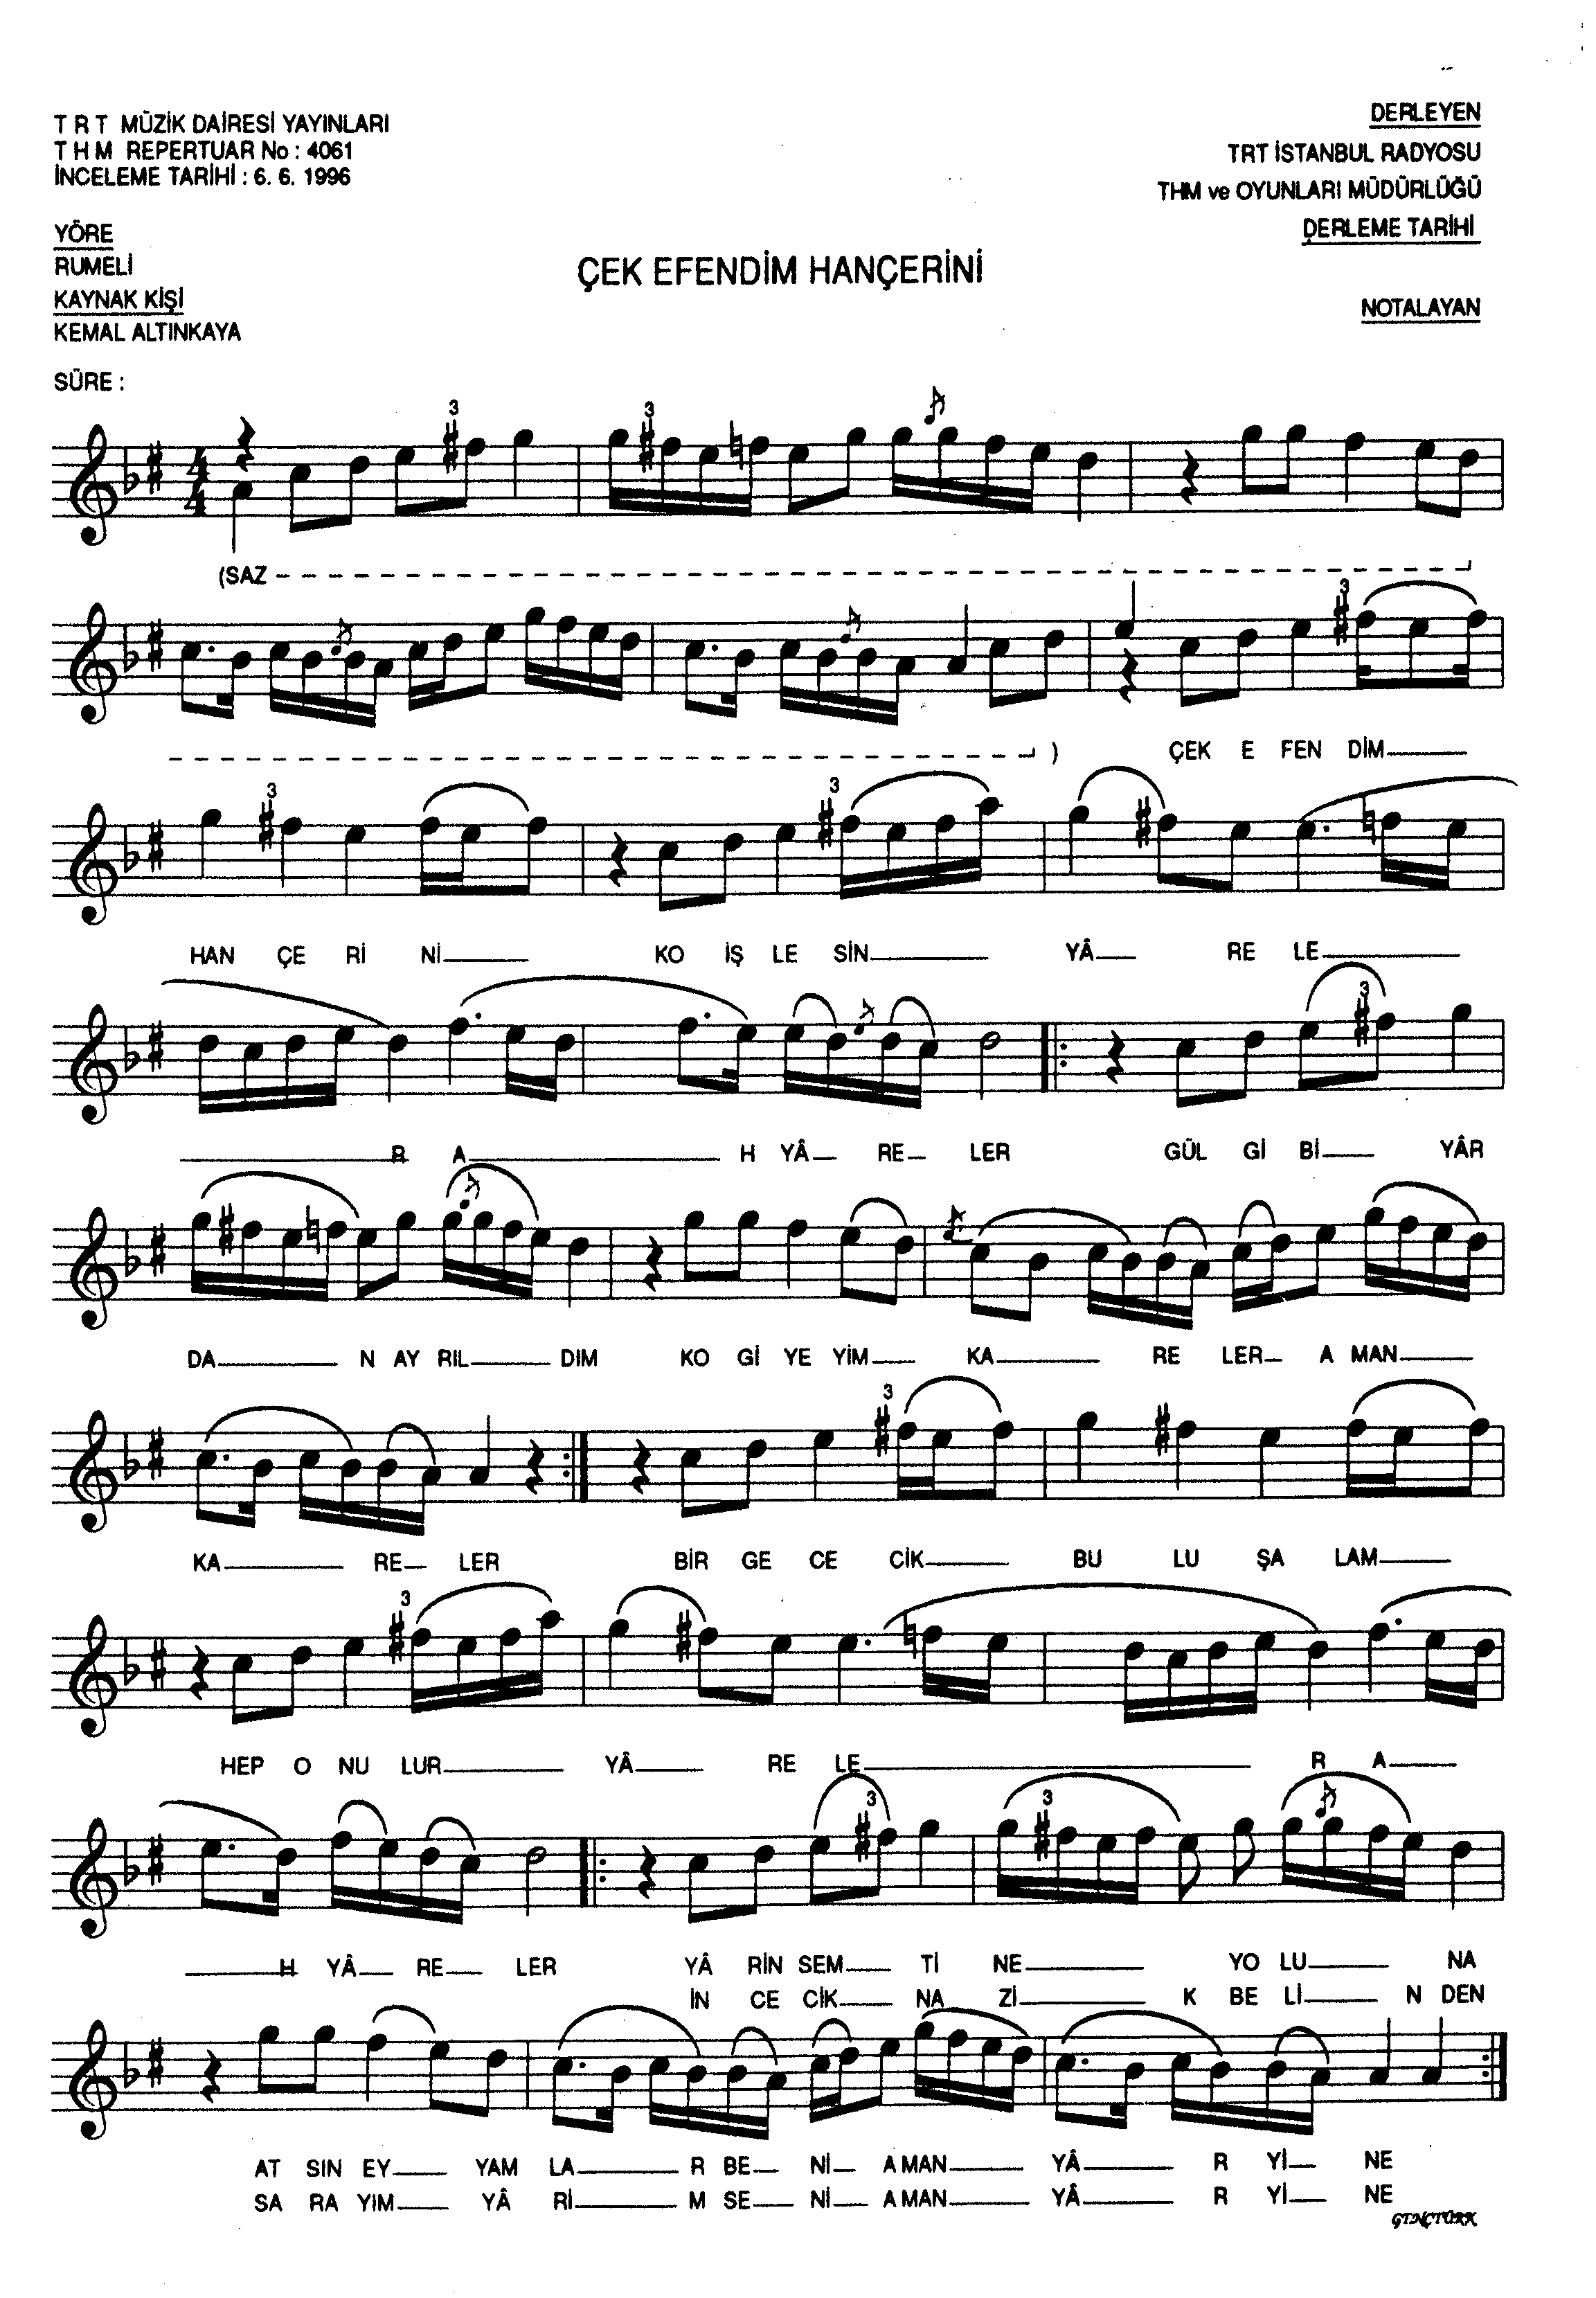 T R T MÜZİK DAİRESİ YAYINLARI
T H M REPERTUAR No : 4061
İNCELEME TARİHİ : 6. 6. 1996
DERLEYEN
TRT İSTANBUL RADYOSU
THM ve OYUNLARI MÜDÜRLÜĞÜ
DERLEME TARİHİ
YÖRE
RUMELİ
KAYNAK KİŞİ
KEMAL ALTINKAYA
ÇEK EFENDİM HANÇERİNİ
NOTALAYAN
SÜRE :
3 3
4 4
(SAZ
3
) ÇEK E FEN DİM
3 3
HAN ÇE Rİ Nİ KO İŞ LE SİN YÂ RE LE
3
R A H YÂ RE LER GÜL Gİ Bİ YÂR
DA N AY RIL DIM KO Gİ YE YİM KA RE LER A MAN
3
KA RE LER BİR GE CE CİK BU LU ŞA LAM
3
HEP O NU LUR YÂ RE LE R A
3 3
H YÂ RE LER YÂ RİN SEM Tİ NE YO LU NA
İN CE CİK NA Zİ K BE Lİ N DEN
AT SIN EY YAM LA R BE Nİ A MAN YÂ R Yİ NE
SA RA YIM YÂ Rİ M SE Nİ A MAN YÂ R Yİ NE
GENÇTÜRK